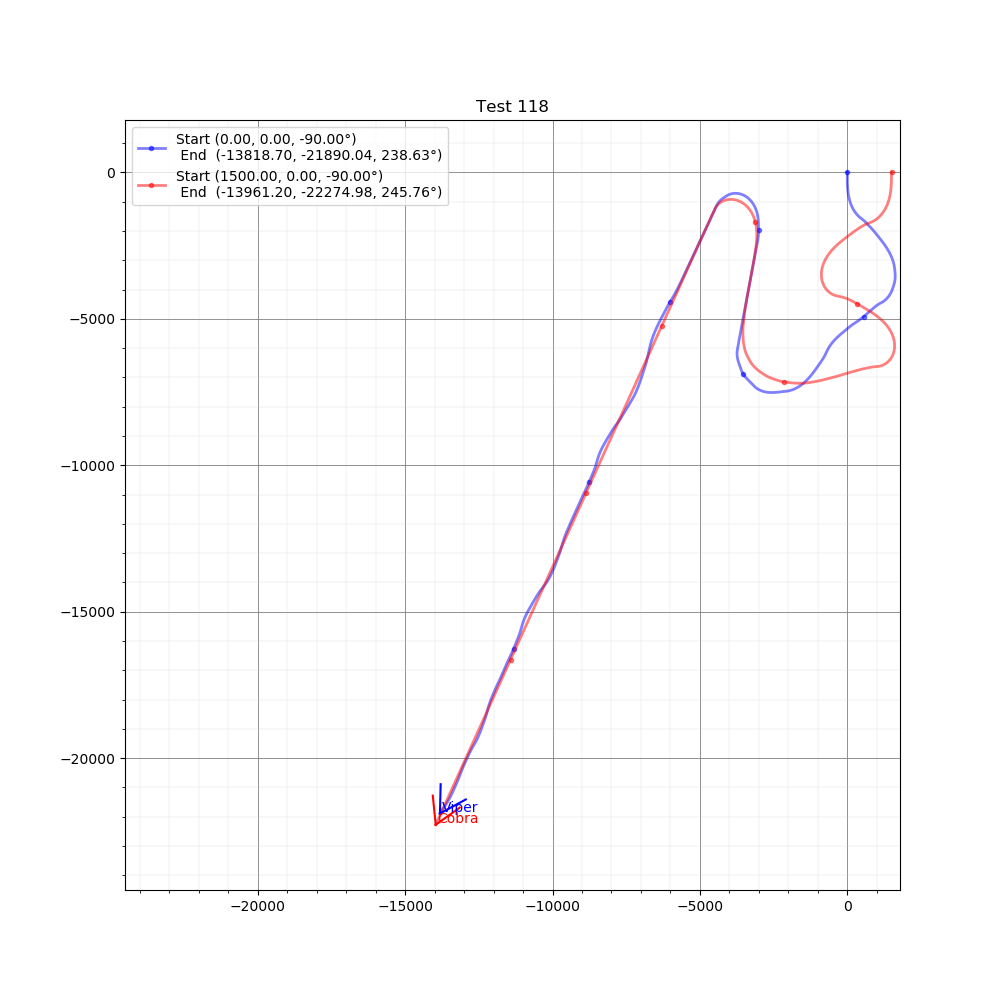 Test 118
Start (0.00, 0.00, -90.00°)
End  (-13818.70, -21890.04, 238.63°)
Start (1500.00, 0.00, -90.00°)
End  (-13961.20, -22274.98, 245.76°)
0
−5000
−10000
−15000
−20000
Viper
Cobra
−20000
−15000
−10000
−5000
0